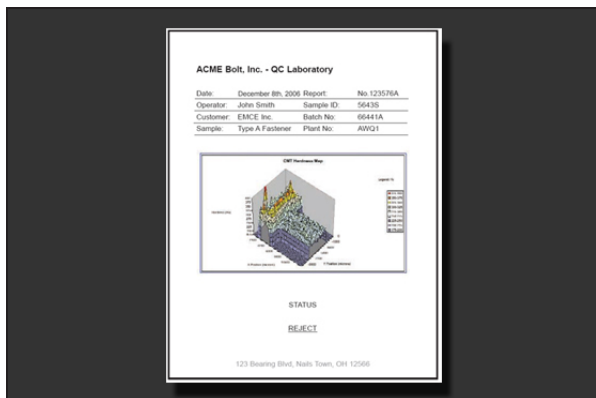 ACME Bolt, Inc. - QC Laboratory
Date: December 8th, 2006 Report: No.123576A
Operator: John Smith Sample ID: 5643S
Customer: EMCE Inc. Batch No: 66441A
Sample: Type A Fastener Plant No: AWQ1
CMT Hardness Map
STATUS
REJECT
123 Bearing Blvd, Nails Town, OH 12566